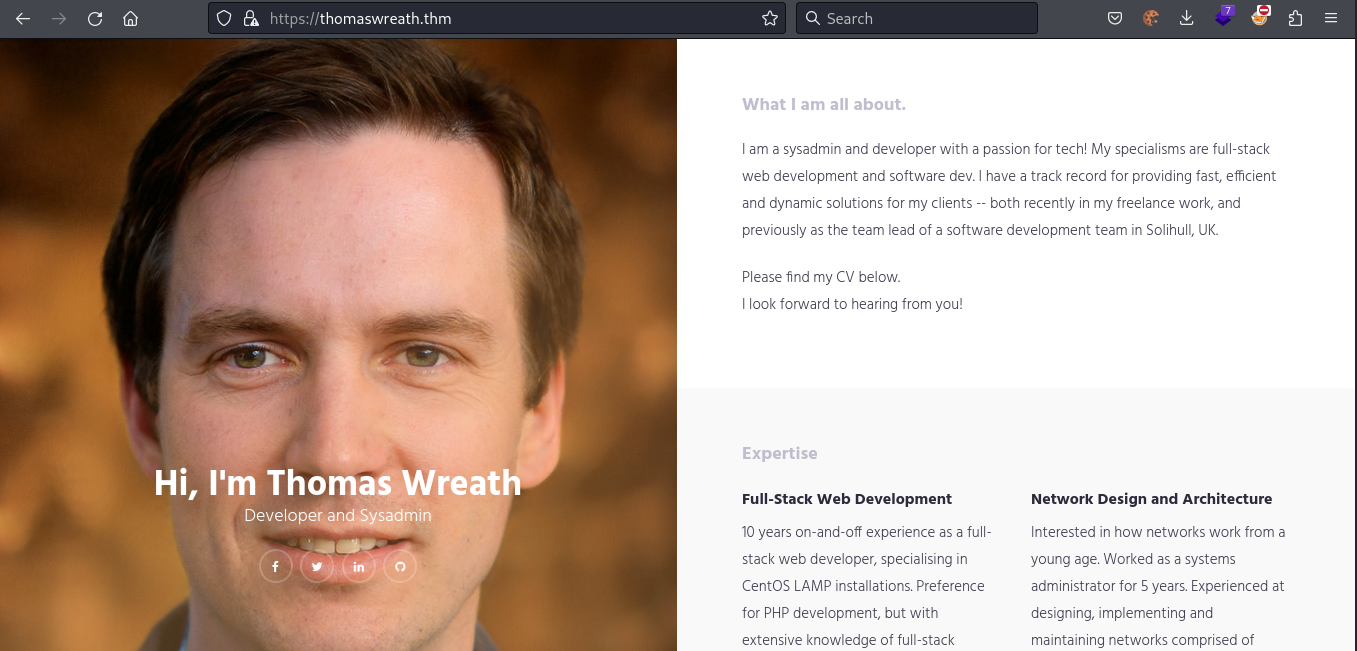 https://thomaswreath.thm
Search
7
Hi, I'm Thomas Wreath
Developer and Sysadmin
What I am all about.
I am a sysadmin and developer with a passion for tech! My specialisms are full-stack
web development and software dev. I have a track record for providing fast, efficient
and dynamic solutions for my clients -- both recently in my freelance work, and
previously as the team lead of a software development team in Solihull, UK.
Please find my CV below.
I look forward to hearing from you!
Expertise
Full-Stack Web Development
10 years on-and-off experience as a full-
stack web developer, specialising in
CentOS LAMP installations. Preference
for PHP development, but with
extensive knowledge of full-stack
Network Design and Architecture
Interested in how networks work from a
young age. Worked as a systems
administrator for 5 years. Experienced at
designing, implementing and
maintaining networks comprised of